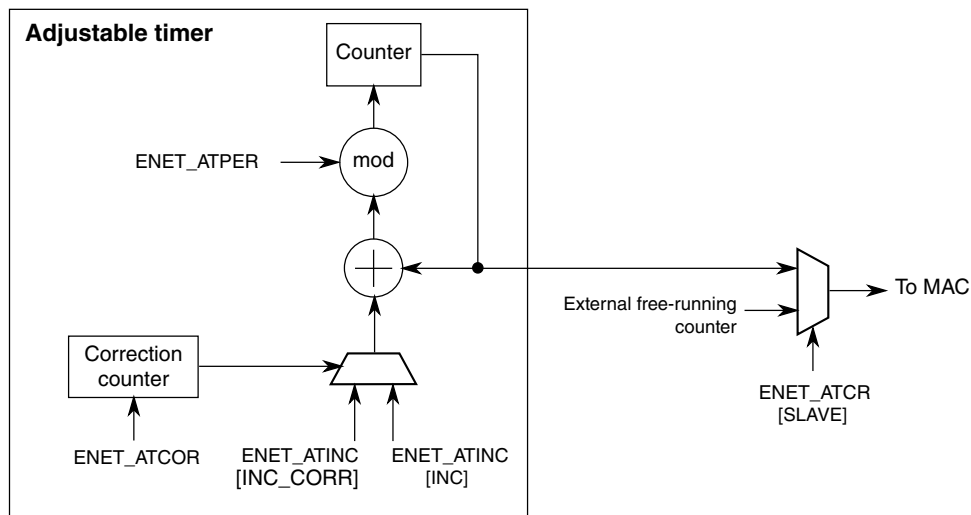 Adjustable timer
Counter
ENET_ATPER
mod
External free-running
counter
To MAC
Correction
counter
ENET_ATCR
[SLAVE]
ENET_ATCOR
ENET_ATINC
[INC_CORR]
ENET_ATINC
[INC]